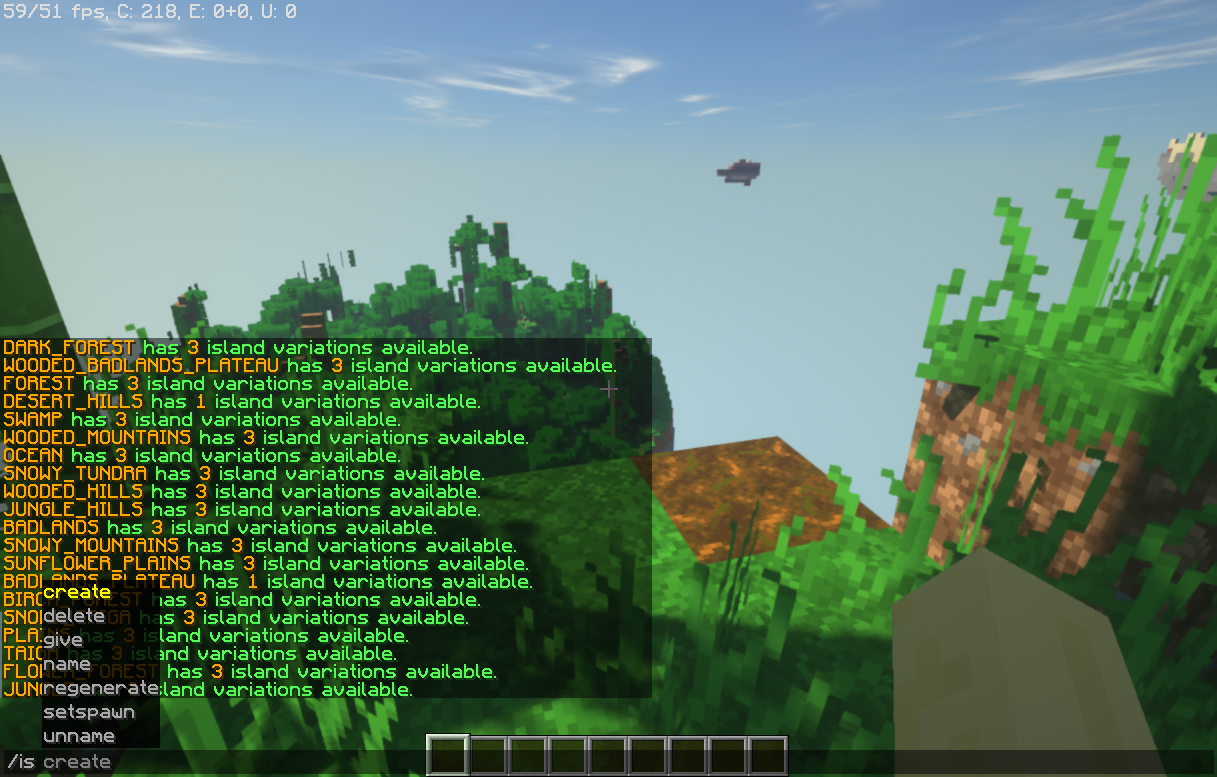 59/51 fps, C: 218, E: 0+0, U: 0
DARK_FOREST has 3 island variations available.
WOODED_BADLANDS_PLATEAU has 3 island variations available.
FOREST has 3 island variations available.
DESERT_HILLS has 1 island variations available.
SWAMP has 3 island variations available.
WOODED_MOUNTAINS has 3 island variations available.
OCEAN has 3 island variations available.
SNOWY_TUNDRA has 3 island variations available.
WOODED_HILLS has 3 island variations available.
JUNGLE_HILLS has 3 island variations available.
BADLANDS has 3 island variations available.
SNOWY_MOUNTAINS has 3 island variations available.
SUNFLOWER_PLAINS has 3 island variations available.
BADLANDS_PLATEAU has 1 island variations available.
create
BIRCH_FOREST has 3 island variations available.
delete
has 3 island variations available.
give
PLAINS has 3 island variations available.
name
TAIGA has 3 island variations available.
FLOWER_FOREST has 3 island variations available.
regenerate
island variations available.
setspawn
unname
/is create